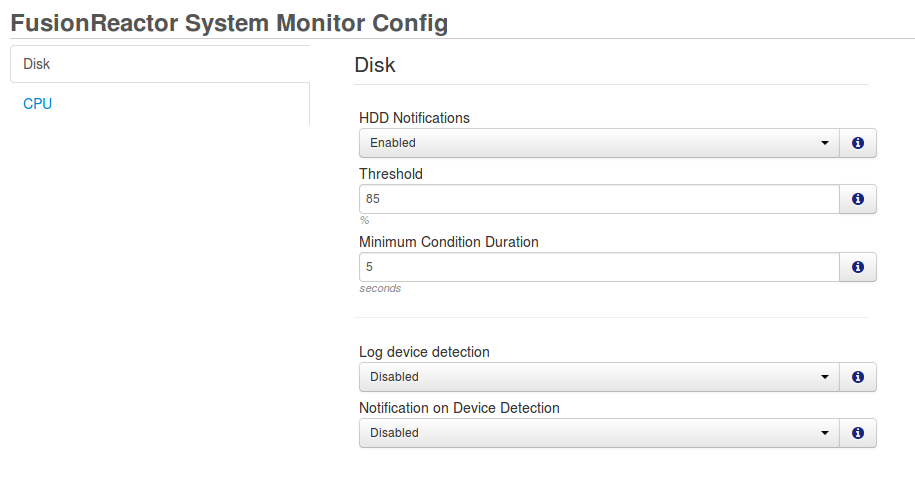 FusionReactor System Monitor Config
Disk
CPU
Disk
HDD Notifications
Enabled
Threshold
85
%
Minimum Condition Duration
5
seconds
Log device detection
Disabled
Notification on Device Detection
Disabled